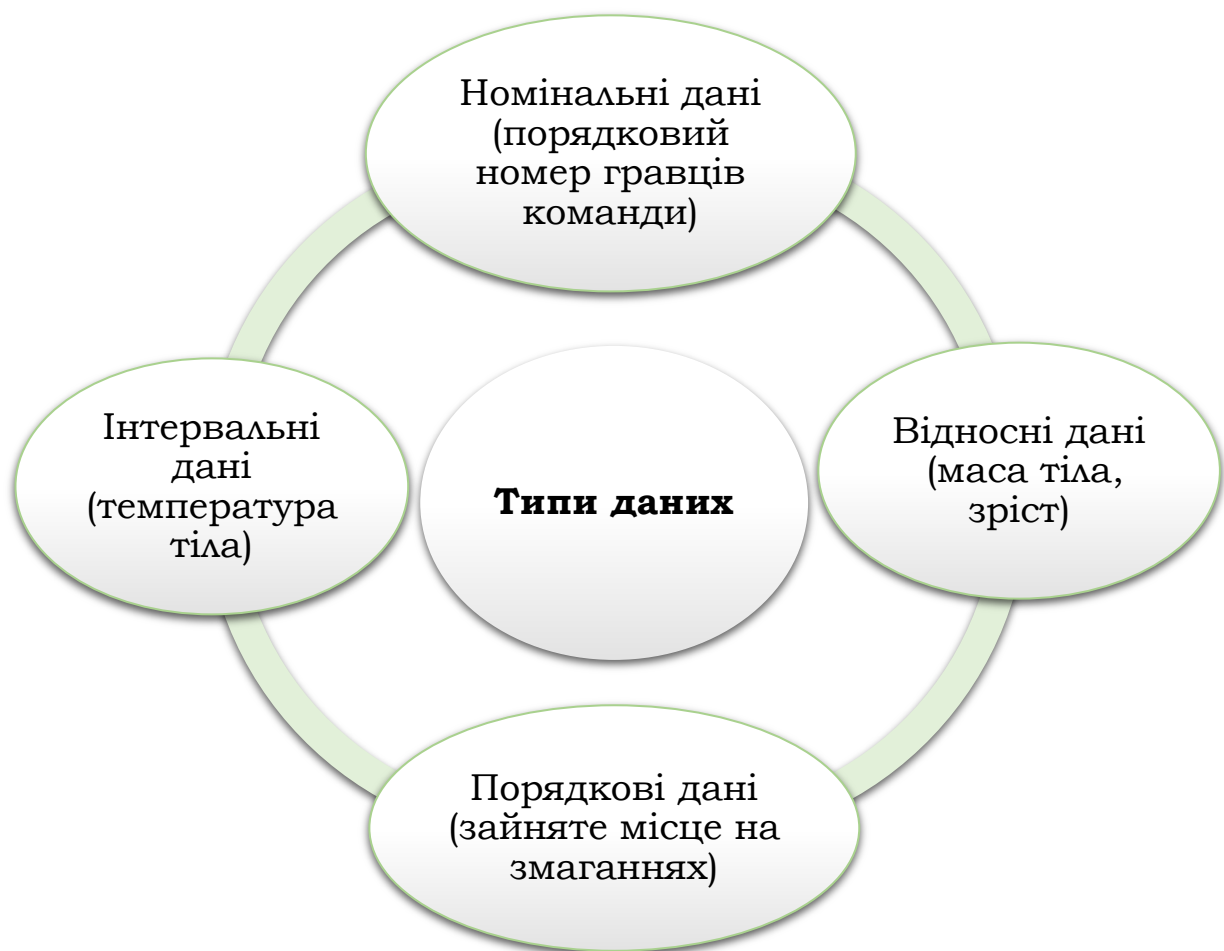 Номінальні дані
(порядковий
номер гравців
команди)
Інтервальні
дані
(температура
тіла)
Типи даних
Відносні дані
(маса тіла,
зріст)
Порядкові дані
(зайняте місце на
змаганнях)